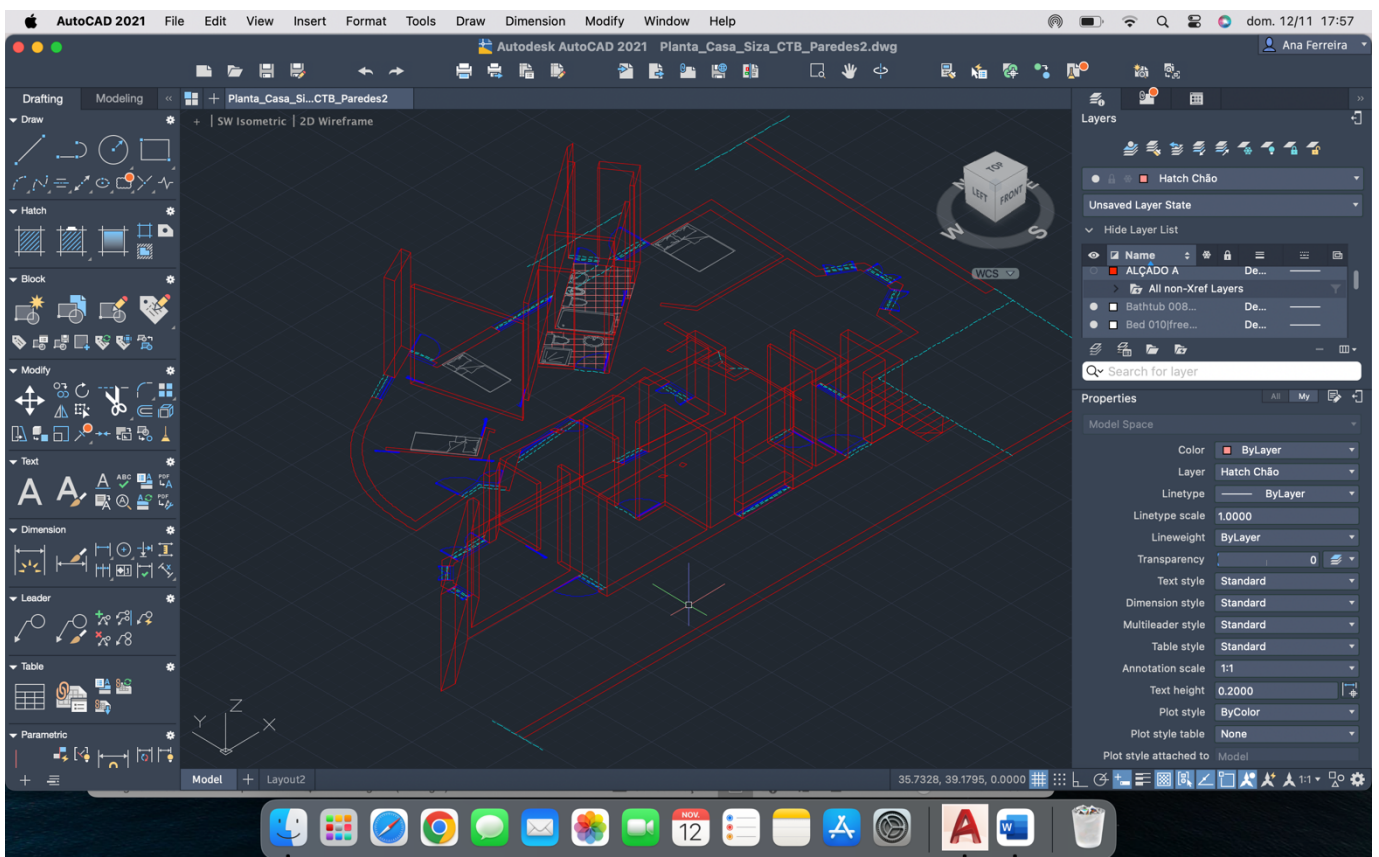 AutoCAD 2021 File Edit View Insert Format Tools Draw Dimension Modify Window Help dom. 12/11 17:57
Autodesk AutoCAD 2021 Planta_Casa_Siza_CTB_Paredes2.dwg Ana Ferreira
Drafting Modeling « + Planta_Casa_Si...CTB_Paredes2 »
+ | SW Isometric | 2D Wireframe
Draw
Hatch
Block
Modify
Text
A A A ABC PDF A
A PDF
Dimension
Leader
Table
Parametric
TOP
LEFT FRONT
N E
W S
WCS
Z
Y X
Layers
Hatch Chão
Unsaved Layer State
Hide Layer List
Name
ALÇADO A De...
All non-Xref Layers
Bathtub 008... De...
Bed 010|free... De...
Search for layer
Properties All My
Model Space
Color ByLayer
Layer Hatch Chão
Linetype ByLayer
Linetype scale 1.0000
Lineweight ByLayer
Transparency 0
Text style Standard
Dimension style Standard
Multileader style Standard
Table style Standard
Annotation scale 1:1
Text height 0.2000
Plot style ByColor
Plot style table None
Plot style attached to Model
Model + Layout2 35.7328, 39.1795, 0.0000 1:1
NOV.
12
A W